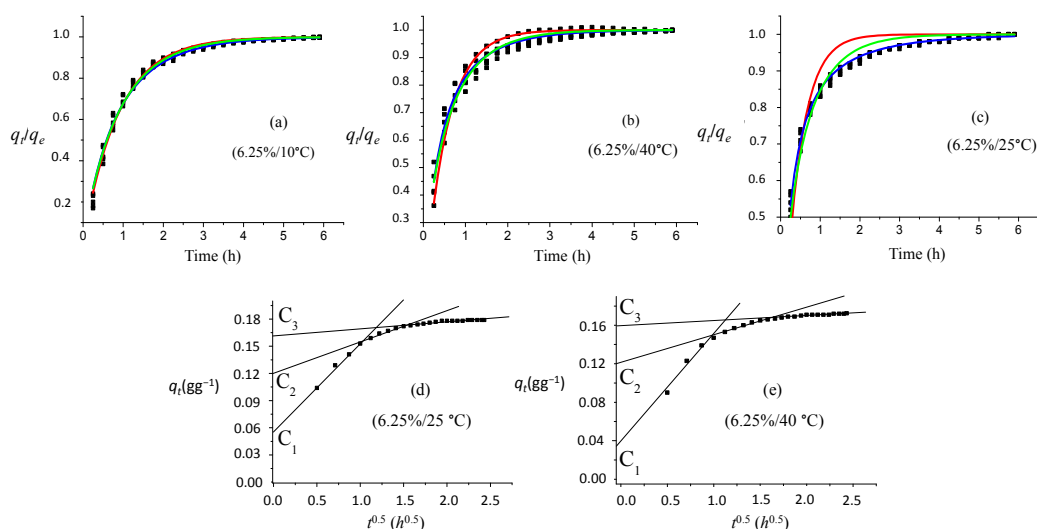 1.0
0.8
0.6
0.4
0.2
q_t/q_e
(a)
(6.25%/10°C)
0 1 2 3 4 5 6
Time (h)
1.0
0.9
0.8
0.7
0.6
0.5
0.4
0.3
q_t/q_e
(b)
(6.25%/40°C)
0 1 2 3 4 5 6
Time (h)
1.0
0.9
0.8
0.7
0.6
0.5
q_t/q_e
(c)
(6.25%/25°C)
0 1 2 3 4 5 6
Time (h)
0.18
0.15
0.12
0.09
0.06
0.03
0.00
q_t(gg⁻¹)
C₃
C₂
C₁
(d)
(6.25%/25 °C)
0.0 0.5 1.0 1.5 2.0 2.5
t^0.5 (h^0.5)
0.16
0.12
0.08
0.04
0.00
q_t(gg⁻¹)
C₃
C₂
C₁
(e)
(6.25%/40 °C)
0.0 0.5 1.0 1.5 2.0 2.5
t^0.5 (h^0.5)